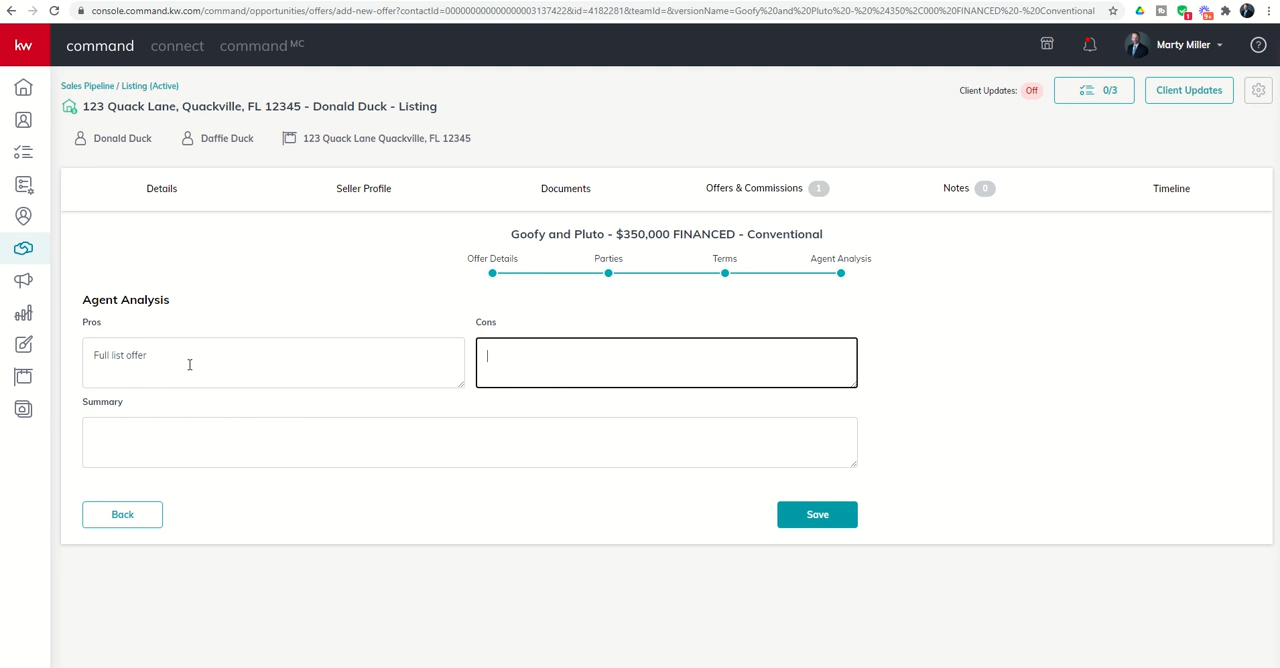 console.command.kw.com/command/opportunities/offers/add-new-offer?contactId=00000000000000000003137422&id=4182281&teamId=&versionName=Goofy%20and%20Pluto%20-%20%24350%2C000%20FINANCED%20-%20Conventional
1
9+
kw
command
connect
command MC
Marty Miller
Sales Pipeline / Listing (Active)
123 Quack Lane, Quackville, FL 12345 - Donald Duck - Listing
Client Updates: Off
0/3
Client Updates
Donald Duck
Daffie Duck
123 Quack Lane Quackville, FL 12345
Details
Seller Profile
Documents
Offers & Commissions 1
Notes 0
Timeline
Goofy and Pluto - $350,000 FINANCED - Conventional
Offer Details
Parties
Terms
Agent Analysis
Agent Analysis
Pros
Cons
Full list offer
Summary
Back
Save